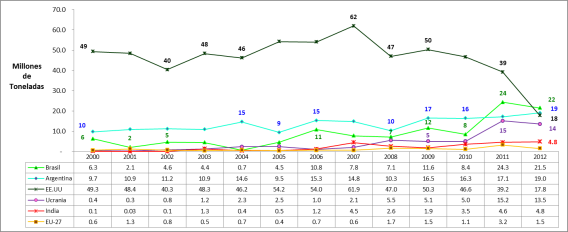 70.0
60.0
50.0
40.0
30.0
20.0
10.0
Millones
de
Toneladas
49 40 48 46 62 47 50 39 18
10 15 9 15 10 16 16 19
6 2 5 11 12 8 24 22
5 15 14
4.8
2000 2001 2002 2003 2004 2005 2006 2007 2008 2009 2010 2011 2012
Brasil 6.3 2.1 4.6 4.4 0.7 4.5 10.8 7.8 7.1 11.6 8.4 24.3 21.5
Argentina 9.7 10.9 11.2 10.9 14.6 9.5 15.3 14.8 10.3 16.5 16.3 17.1 19.0
EE.UU 49.3 48.4 40.3 48.3 46.2 54.2 54.0 61.9 47.0 50.3 46.6 39.2 17.8
Ucrania 0.4 0.3 0.8 1.2 2.3 2.5 1.0 2.1 5.5 5.1 5.0 15.2 13.5
India 0.1 0.03 0.1 1.3 0.4 0.5 1.2 4.5 2.6 1.9 3.5 4.6 4.8
EU-27 0.6 1.3 0.8 0.5 0.7 0.4 0.7 0.6 1.7 1.5 1.1 3.2 1.5